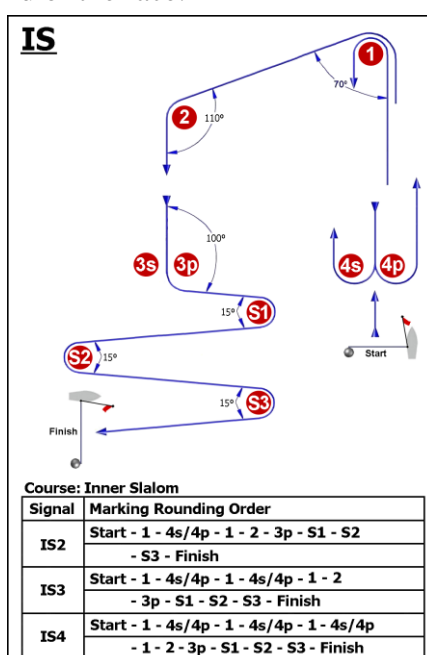 IS
1
70°
2
110°
100°
3s 3p
4s 4p
15° S1
S2 15°
Start
15° S3
Finish
Course: Inner Slalom
Signal Marking Rounding Order
IS2 Start - 1 - 4s/4p - 1 - 2 - 3p - S1 - S2
- S3 - Finish
IS3 Start - 1 - 4s/4p - 1 - 4s/4p - 1 - 2
- 3p - S1 - S2 - S3 - Finish
IS4 Start - 1 - 4s/4p - 1 - 4s/4p - 1 - 4s/4p
- 1 - 2 - 3p - S1 - S2 - S3 - Finish